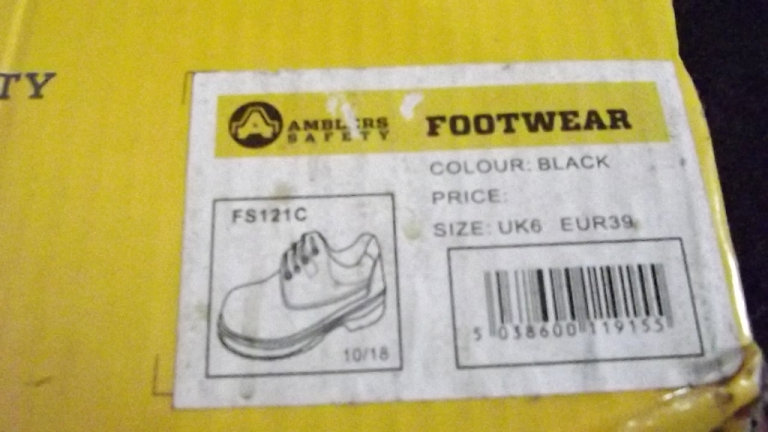 TY
AMBLERS
SAFETY
FOOTWEAR
COLOUR: BLACK
PRICE:
SIZE: UK6 EUR39
FS121C
10/18
5 038600 119155